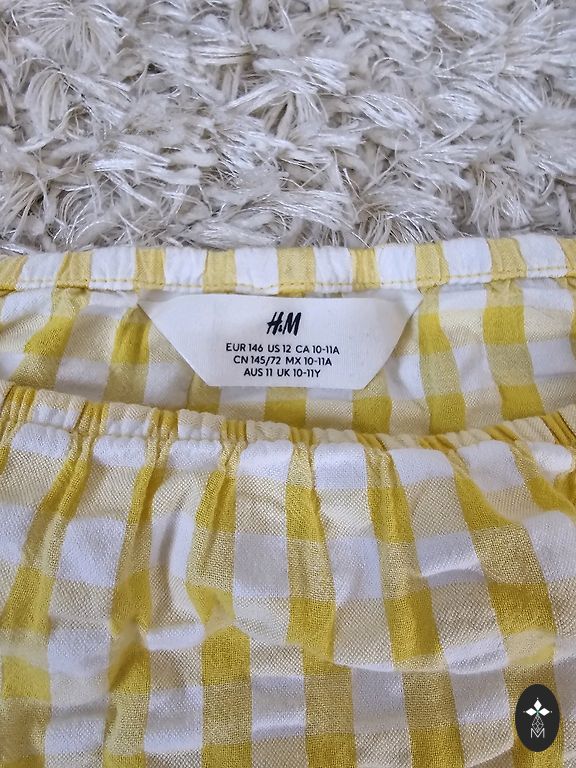 H&M
EUR 146 US 12 CA 10-11A
CN 145/72 MX 10-11A
AUS 11 UK 10-11Y
M